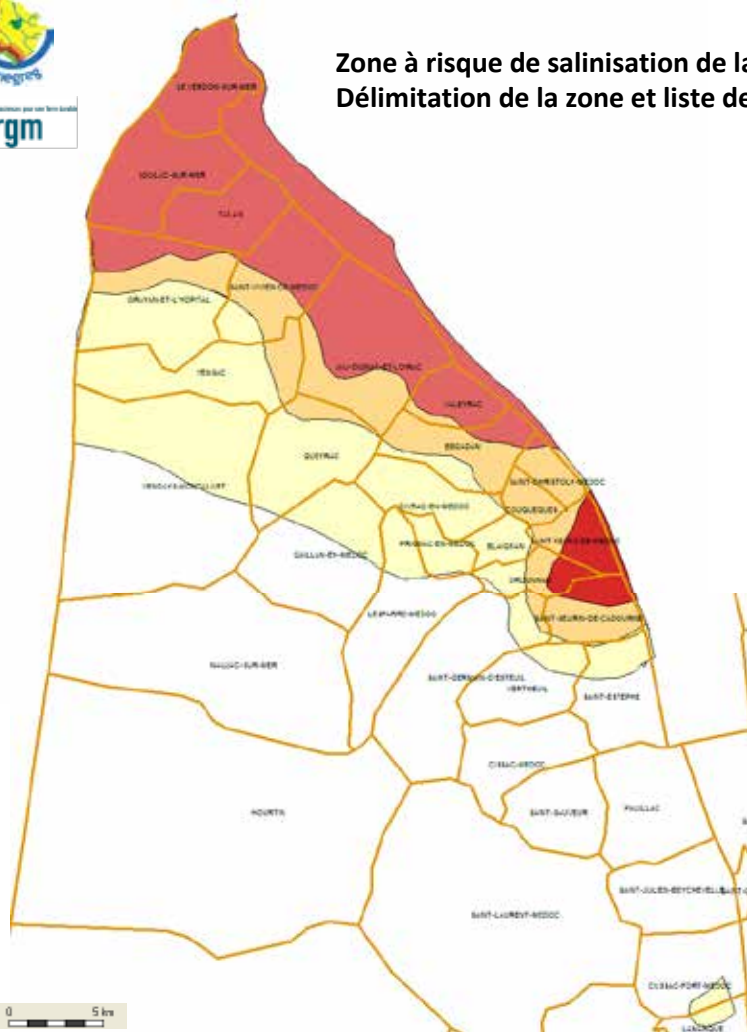 Zone à risque de salinisation de la
Délimitation de la zone et liste de
rgm
LE VERDON-SUR-MER
SOULAC-SUR-MER
TALAIS
SAINT-VIVIEN-DE-MEDOC
GRAYAN-ET-L'HOPITAL
JAU-DIGNAC-ET-LOIRAC
VENSAC
VALEYRAC
BEGADAN
QUEYRAC
SAINT-CHRISTOLY-MEDOC
VENDAYS-MONTALIVET
CIVRAC-EN-MEDOC
COUQUEQUES
PRIGNAC-EN-MEDOC
BLAIGNAN
SAINT-YZANS-DE-MEDOC
GAILLAN-EN-MEDOC
ORDONNAC
LESPARRE-MEDOC
SAINT-SEURIN-DE-CADOURNE
NAUJAC-SUR-MER
SAINT-GERMAIN-D'ESTEUIL
VERTHEUIL
SAINT-ESTEPHE
CISSAC-MEDOC
HOURTIN
SAINT-SAUVEUR
PAUILLAC
SAINT-JULIEN-BEYCHEVELLE
SAINT-LAURENT-MEDOC
CUSSAC-FORT-MEDOC
LAMARQUE
0 5 km